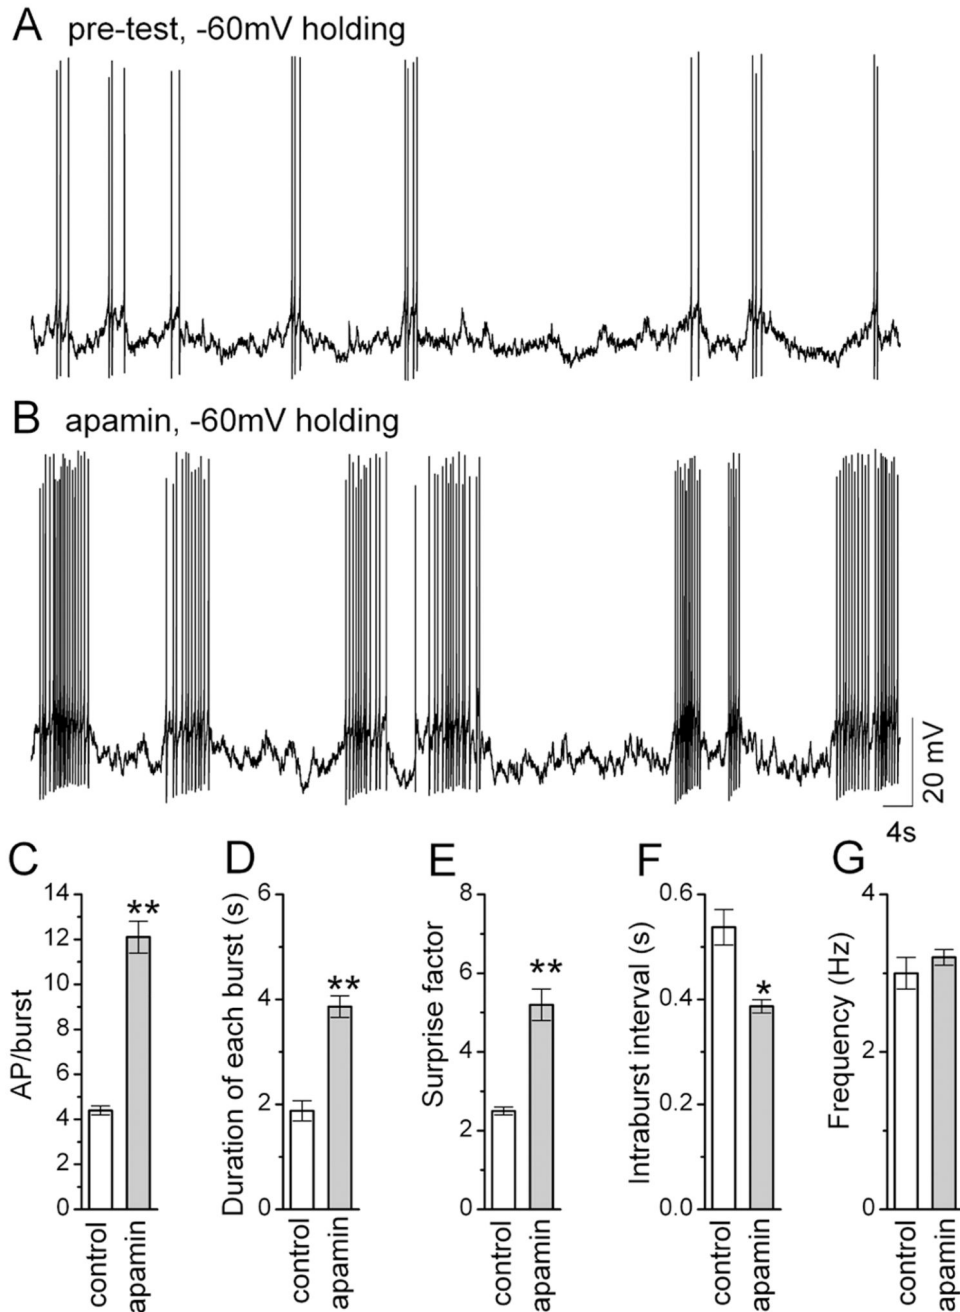 A pre-test, -60mV holding
B apamin, -60mV holding
20 mV
4s
C
AP/burst
14
12
10
8
6
4
2
0
**
control
apamin
D
Duration of each burst (s)
6
4
2
0
**
control
apamin
E
Surprise factor
8
6
4
2
0
**
control
apamin
F
Intraburst interval (s)
0.6
0.4
0.2
0.0
*
control
apamin
G
Frequency (Hz)
4
2
0
control
apamin